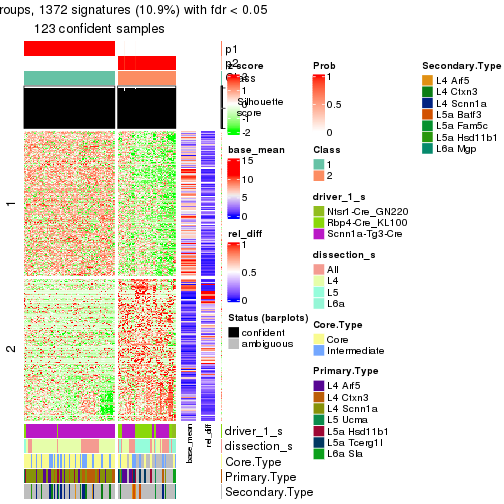 roups, 1372 signatures (10.9%) with fdr < 0.05
123 confident samples
p1
p2
Class
Silhouette
score
z-score
2
1
0
-1
-2
1
2
base_mean
15
10
5
0
rel_diff
1
0.5
0
Status (barplots)
confident
ambiguous
Prob
1
0.5
0
Class
1
2
driver_1_s
Ntsr1-Cre_GN220
Rbp4-Cre_KL100
Scnn1a-Tg3-Cre
dissection_s
All
L4
L5
L6a
Core.Type
Core
Intermediate
Primary.Type
L4 Arf5
L4 Ctxn3
L4 Scnn1a
L5 Ucma
L5a Hsd11b1
L5a Tcerg1l
L6a Sla
Secondary.Type
L4 Arf5
L4 Ctxn3
L4 Scnn1a
L5a Batf3
L5a Fam5c
L5a Hsd11b1
L6a Mgp
driver_1_s
dissection_s
Core.Type
Primary.Type
Secondary.Type
base_mean
rel_diff